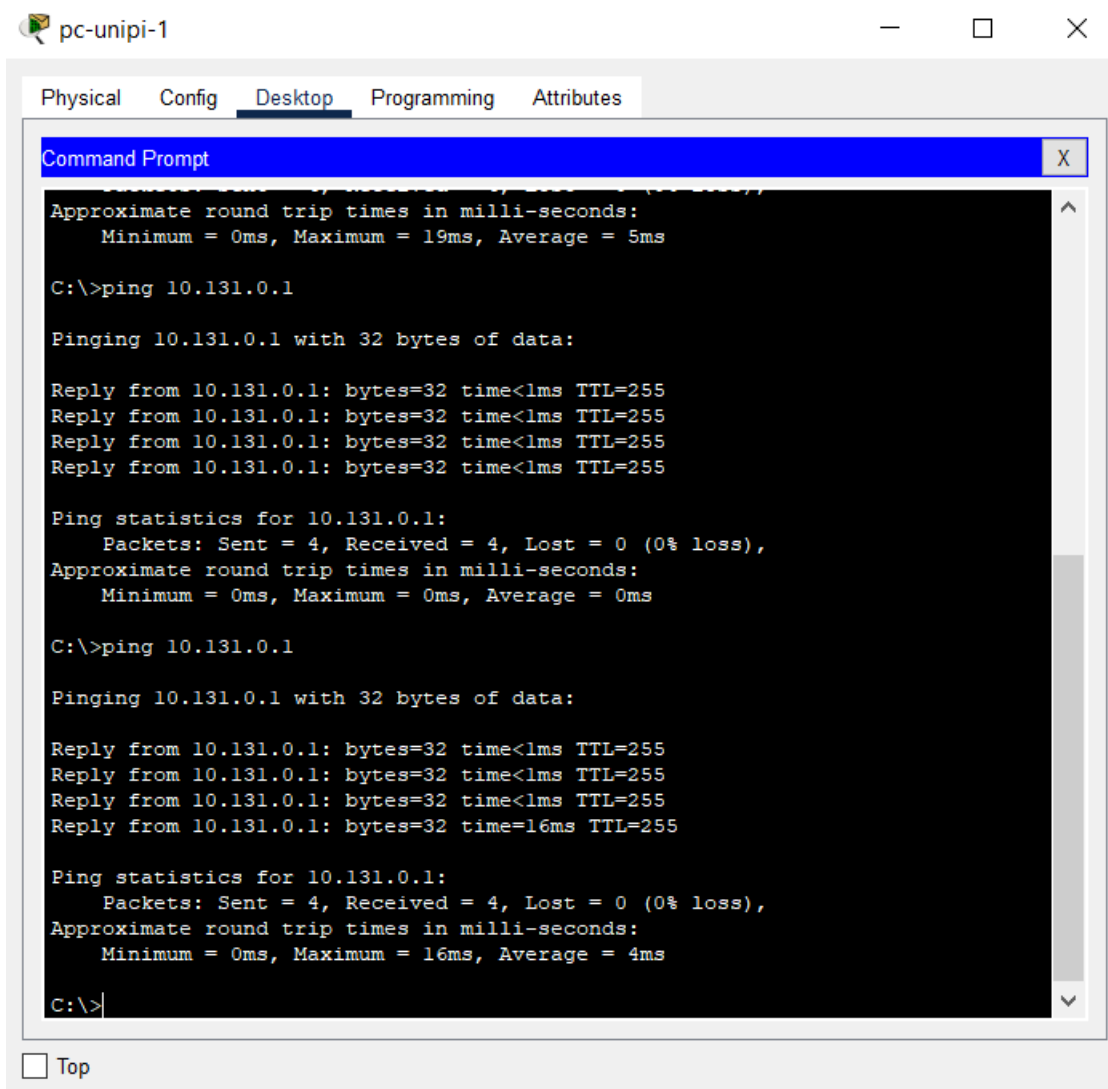 pc-unipi-1
Physical Config Desktop Programming Attributes
Command Prompt X
Packets: Sent = Received = Lost = (0% loss),
Approximate round trip times in milli-seconds:
Minimum = 0ms, Maximum = 19ms, Average = 5ms
C:\>ping 10.131.0.1
Pinging 10.131.0.1 with 32 bytes of data:
Reply from 10.131.0.1: bytes=32 time<1ms TTL=255
Reply from 10.131.0.1: bytes=32 time<1ms TTL=255
Reply from 10.131.0.1: bytes=32 time<1ms TTL=255
Reply from 10.131.0.1: bytes=32 time<1ms TTL=255
Ping statistics for 10.131.0.1:
Packets: Sent = 4, Received = 4, Lost = 0 (0% loss),
Approximate round trip times in milli-seconds:
Minimum = 0ms, Maximum = 0ms, Average = 0ms
C:\>ping 10.131.0.1
Pinging 10.131.0.1 with 32 bytes of data:
Reply from 10.131.0.1: bytes=32 time<1ms TTL=255
Reply from 10.131.0.1: bytes=32 time<1ms TTL=255
Reply from 10.131.0.1: bytes=32 time<1ms TTL=255
Reply from 10.131.0.1: bytes=32 time=16ms TTL=255
Ping statistics for 10.131.0.1:
Packets: Sent = 4, Received = 4, Lost = 0 (0% loss),
Approximate round trip times in milli-seconds:
Minimum = 0ms, Maximum = 16ms, Average = 4ms
C:\>
Top